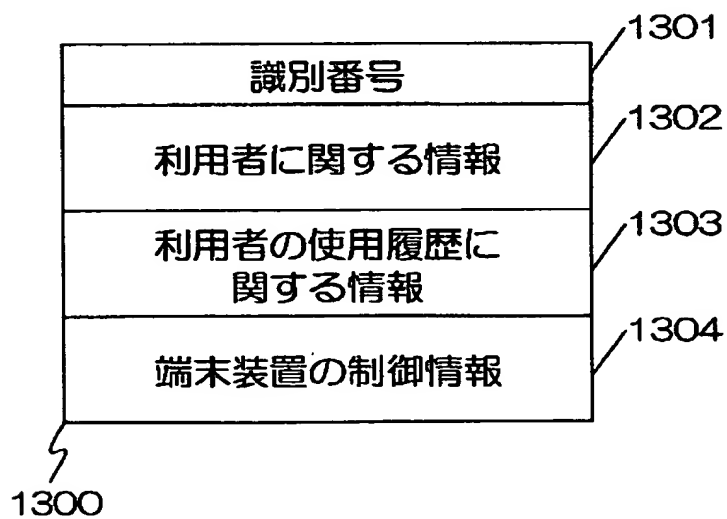 1301
識別番号
1302
利用者に関する情報
1303
利用者の使用履歴に
関する情報
1304
端末装置の制御情報
1300